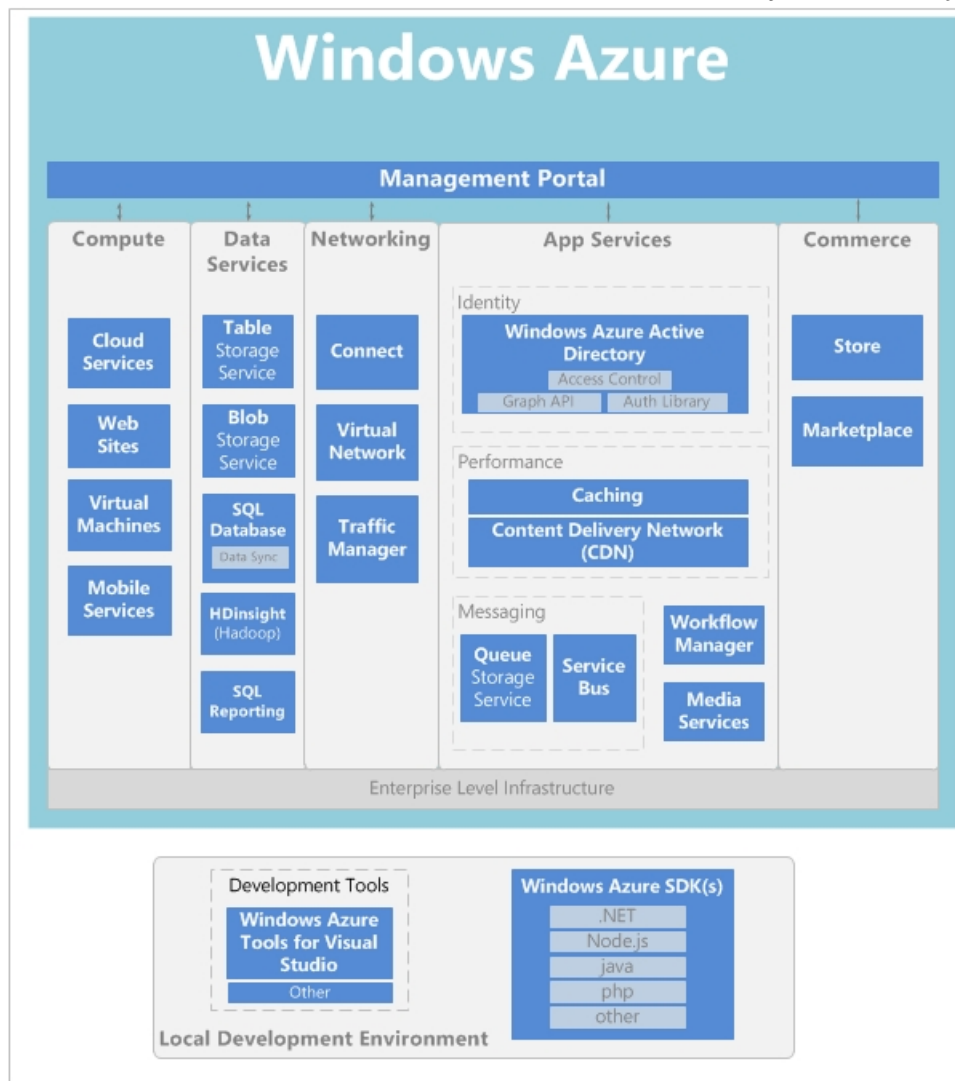 Windows Azure
Management Portal
Compute
Cloud
Services
Web
Sites
Virtual
Machines
Mobile
Services
Data
Services
Table
Storage
Service
Blob
Storage
Service
SQL
Database
Data Sync
HDinsight
(Hadoop)
SQL
Reporting
Networking
Connect
Virtual
Network
Traffic
Manager
App Services
Identity
Windows Azure Active
Directory
Access Control
Graph API
Auth Library
Performance
Caching
Content Delivery Network
(CDN)
Messaging
Queue
Storage
Service
Service
Bus
Workflow
Manager
Media
Services
Commerce
Store
Marketplace
Enterprise Level Infrastructure
Development Tools
Windows Azure
Tools for Visual
Studio
Other
Windows Azure SDK(s)
.NET
Node.js
java
php
other
Local Development Environment